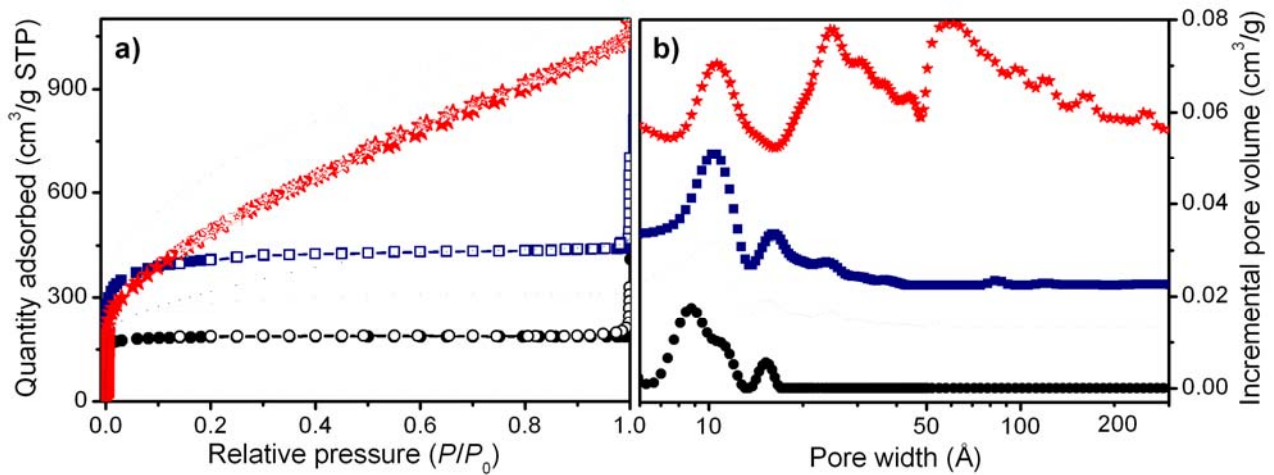 a)
Quantity adsorbed (cm³/g STP)
900
600
300
0
0.0 0.2 0.4 0.6 0.8 1.0
Relative pressure (P/P₀)
b)
Incremental pore volume (cm³/g)
0.08
0.06
0.04
0.02
0.00
10 50 100 200
Pore width (Å)